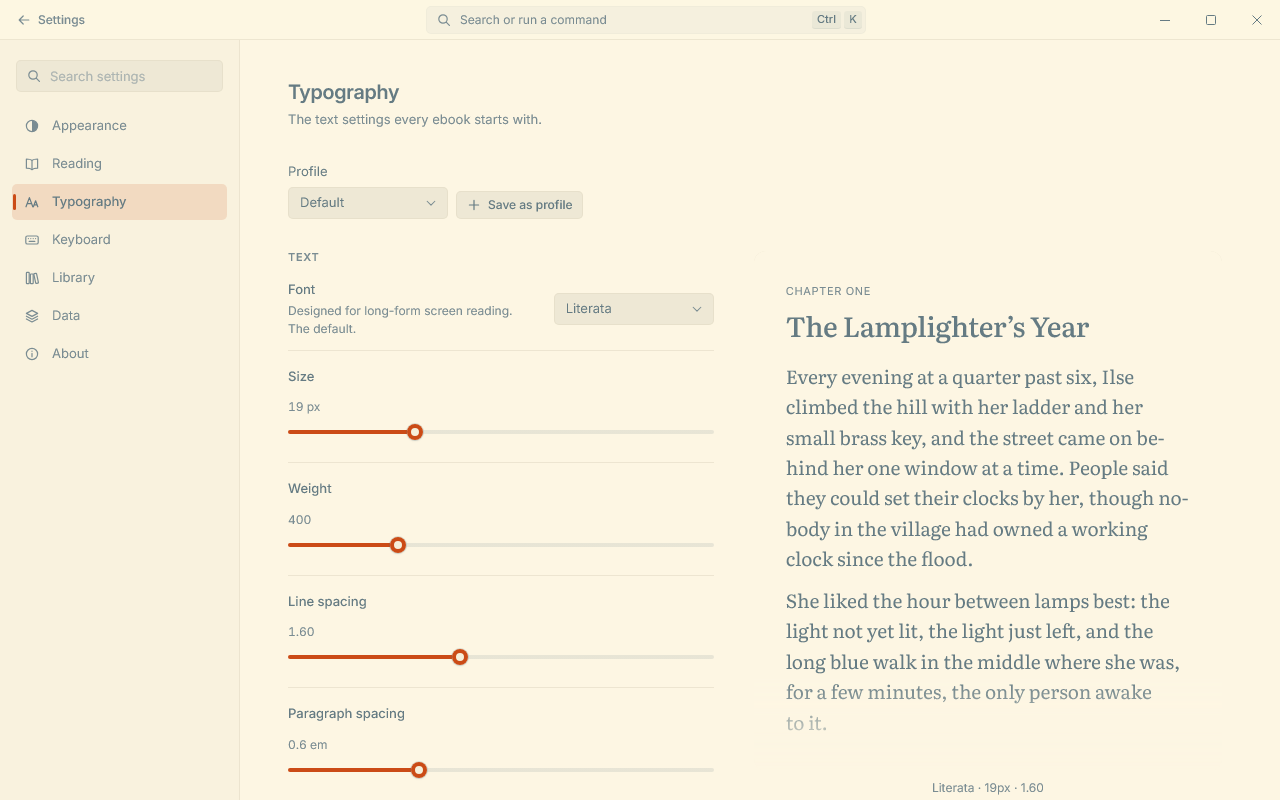 Settings
Search or run a command
Ctrl K
Search settings
Appearance
Reading
Typography
Keyboard
Library
Data
About
Typography
The text settings every ebook starts with.
Profile
Default
Save as profile
TEXT
Font
Designed for long-form screen reading.
The default.
Literata
Size
19 px
Weight
400
Line spacing
1.60
Paragraph spacing
0.6 em
CHAPTER ONE
The Lamplighter’s Year
Every evening at a quarter past six, Ilse
climbed the hill with her ladder and her
small brass key, and the street came on be-
hind her one window at a time. People said
they could set their clocks by her, though no-
body in the village had owned a working
clock since the flood.
She liked the hour between lamps best: the
light not yet lit, the light just left, and the
long blue walk in the middle where she was,
for a few minutes, the only person awake
to it.
Literata · 19px · 1.60